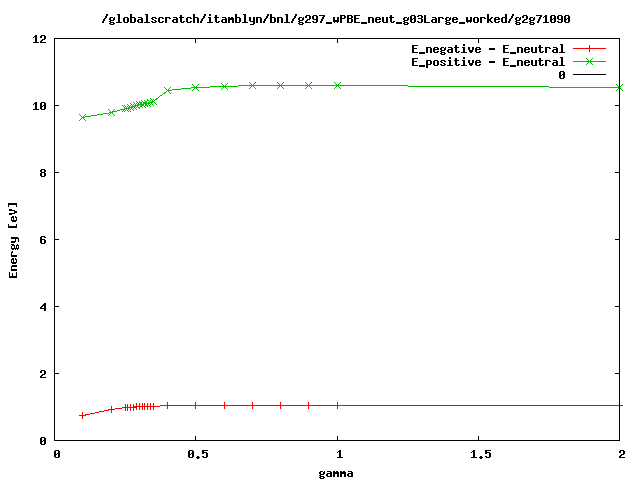 /globalscratch/itamblyn/bnl/g297_wPBE_neut_g03Large_worked/g2g71090
E_negative - E_neutral
E_positive - E_neutral
0
12
10
8
6
4
2
0
Energy [eV]
0
0.5
1
1.5
2
gamma